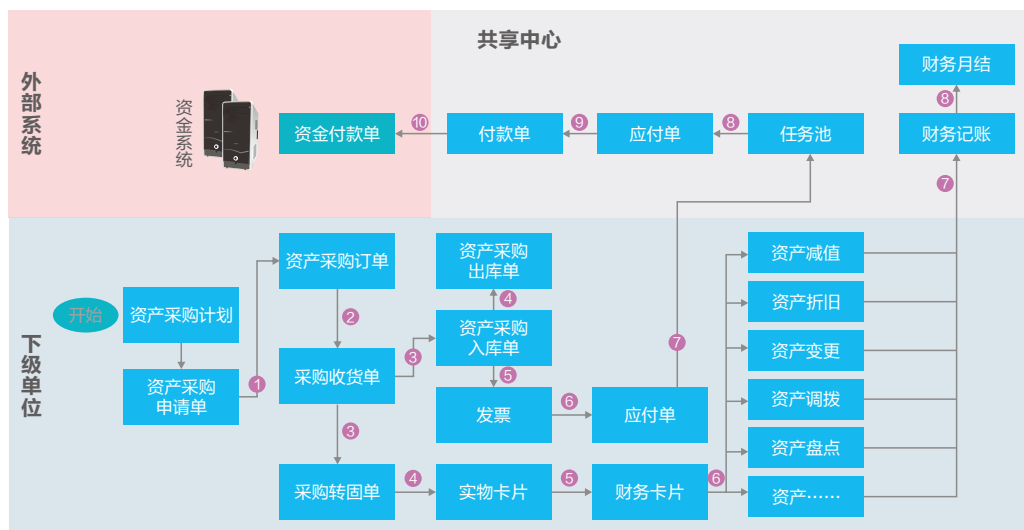 外部系统
资金系统
共享中心
财务月结
8
资金付款单
10
付款单
9
应付单
8
任务池
财务记账
7
下级单位
开始
资产采购计划
资产采购
申请单
1
资产采购订单
2
采购收货单
3
3
采购转固单
4
资产采购
出库单
4
资产采购
入库单
5
发票
6
应付单
7
实物卡片
5
财务卡片
6
资产减值
资产折旧
资产变更
资产调拨
资产盘点
资产……